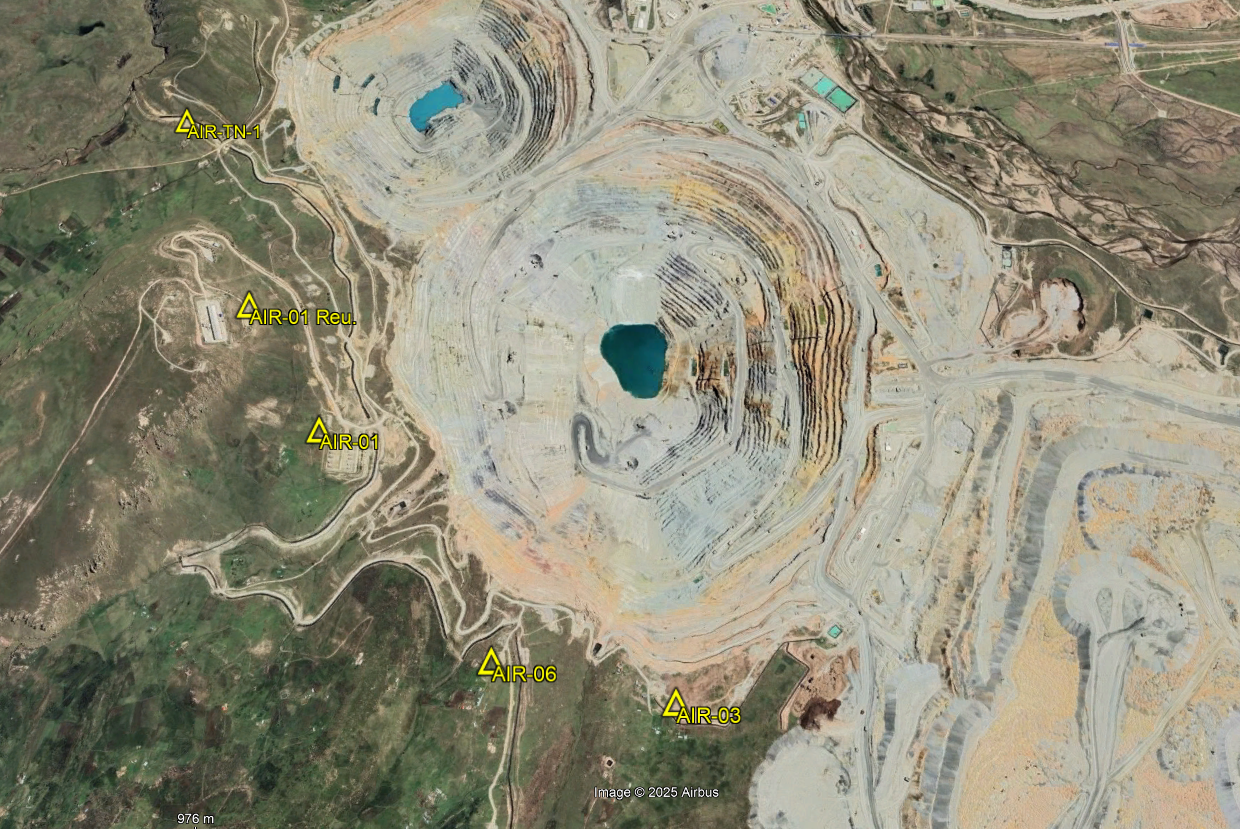 AIR-TN-1
AIR-01 Reu.
AIR-01
AIR-06
AIR-03
Image © 2025 Airbus
976 m